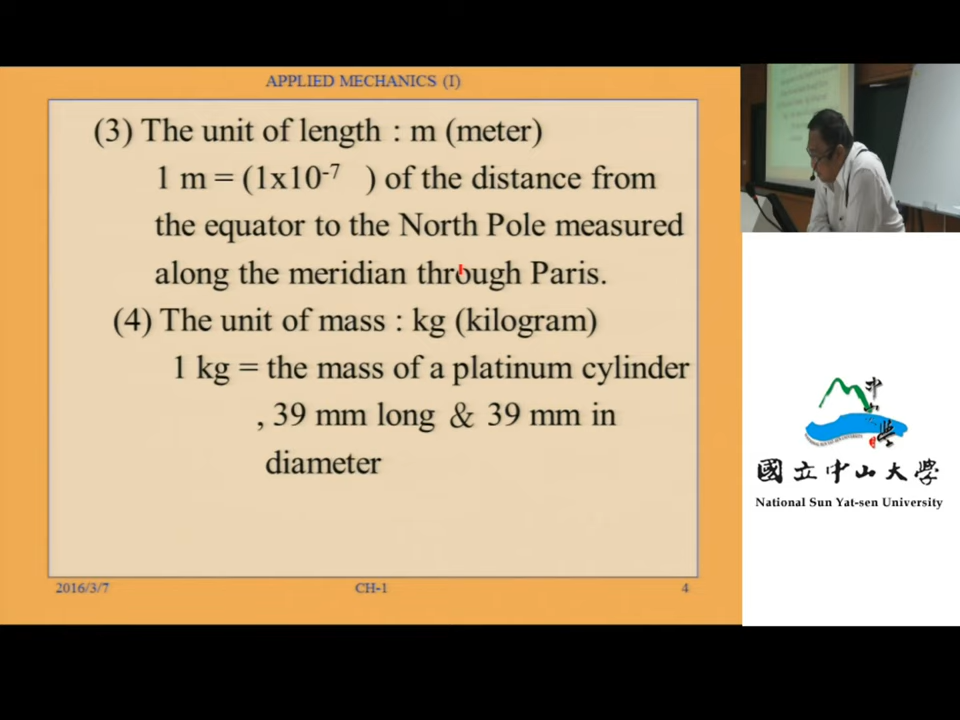 APPLIED MECHANICS (I)
(3) The unit of length : m (meter)
1 m = (1x10-7 ) of the distance from
the equator to the North Pole measured
along the meridian through Paris.
(4) The unit of mass : kg (kilogram)
1 kg = the mass of a platinum cylinder
, 39 mm long & 39 mm in
diameter
2016/3/7
CH-1
4
國立中山大學
National Sun Yat-sen University